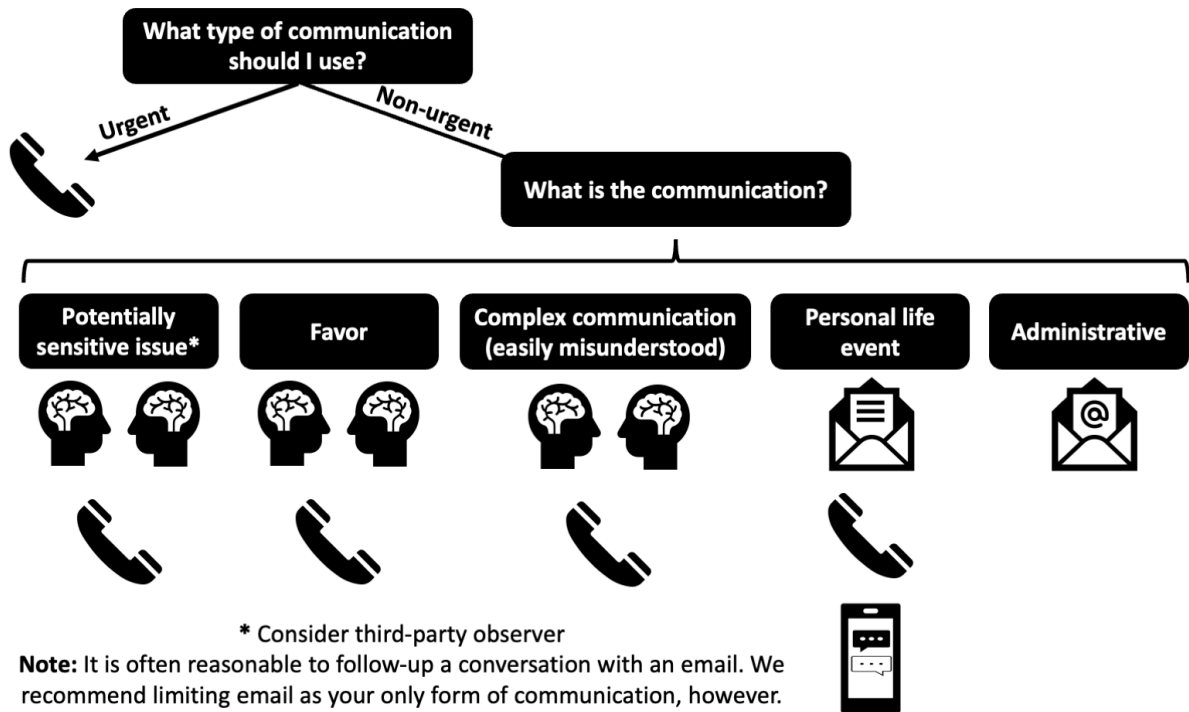 What type of communication
should I use?
Urgent
Non-urgent
What is the communication?
Potentially
sensitive issue*
Favor
Complex communication
(easily misunderstood)
Personal life
event
Administrative
@
* Consider third-party observer
Note: It is often reasonable to follow-up a conversation with an email. We
recommend limiting email as your only form of communication, however.